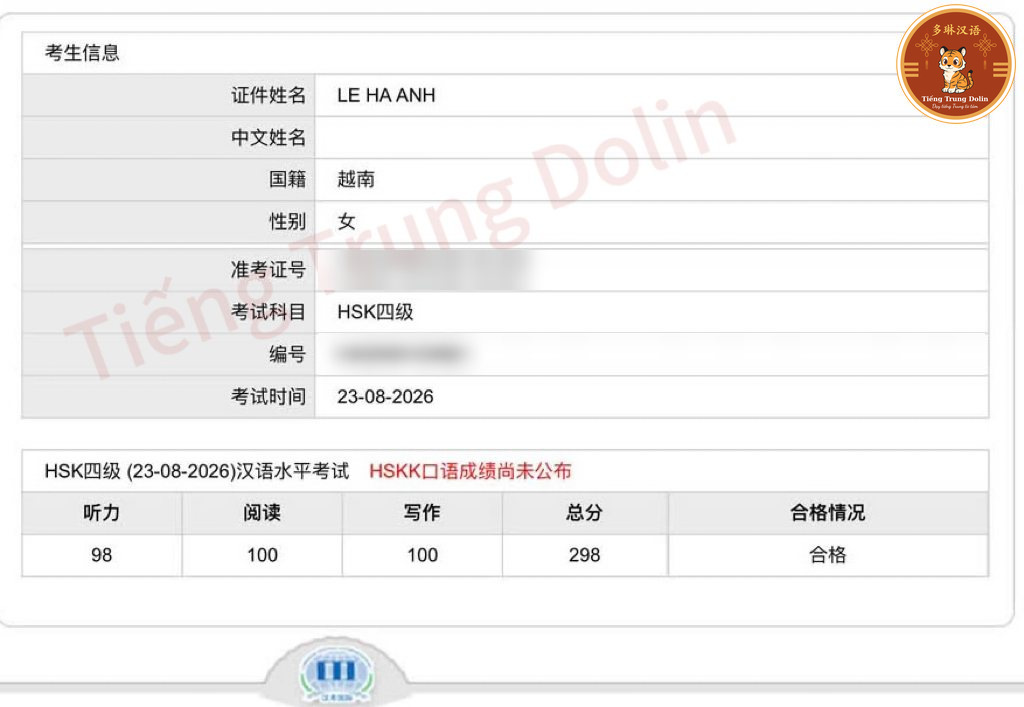 多琳汉语
Tiếng Trung Dolin
Dạy tiếng Trung từ tâm
考生信息
证件姓名 LE HA ANH
中文姓名
国籍 越南
性别 女
准考证号
考试科目 HSK四级
编号
考试时间 23-08-2026
Tiếng Trung Dolin
HSK四级 (23-08-2026)汉语水平考试 HSKK口语成绩尚未公布
听力 阅读 写作 总分 合格情况
98 100 100 298 合格